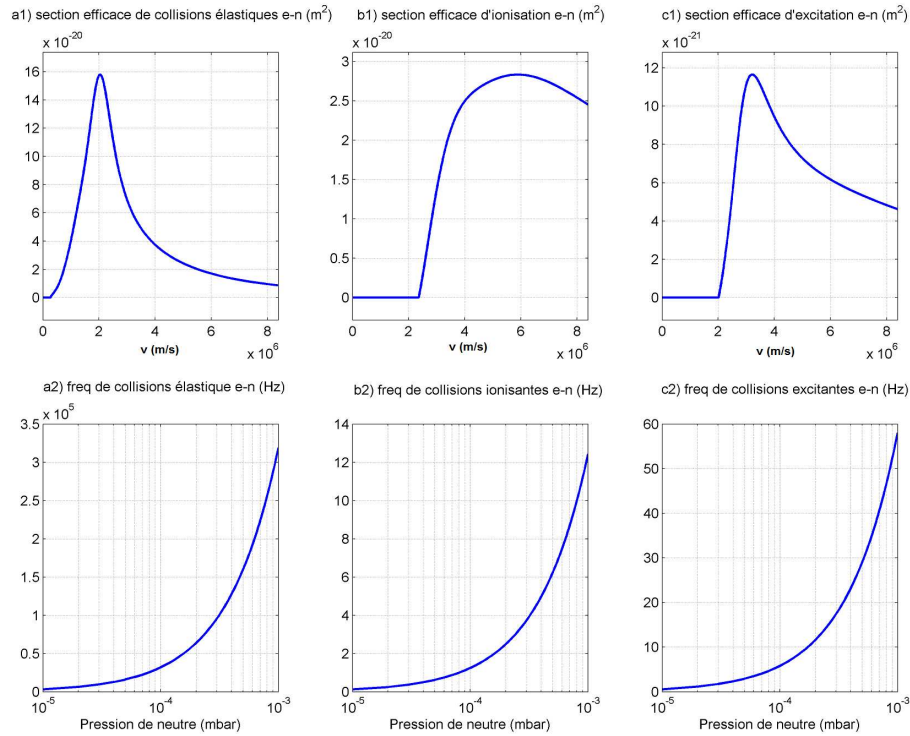 a1) section efficace de collisions élastiques e-n (m²)
x 10⁻²⁰
16
14
12
10
8
6
4
2
0
0 2 4 6 8
v (m/s)
x 10⁶
b1) section efficace d'ionisation e-n (m²)
x 10⁻²⁰
3
2.5
2
1.5
1
0.5
0
0 2 4 6 8
v (m/s)
x 10⁶
c1) section efficace d'excitation e-n (m²)
x 10⁻²¹
12
9
6
3
0
0 2 4 6 8
v (m/s)
x 10⁶
a2) freq de collisions élastique e-n (Hz)
x 10⁵
3.5
3
2.5
2
1.5
1
0.5
0
10⁻⁵ 10⁻⁴ 10⁻³
Pression de neutre (mbar)
b2) freq de collisions ionisantes e-n (Hz)
14
12
10
8
6
4
2
0
10⁻⁵ 10⁻⁴ 10⁻³
Pression de neutre (mbar)
c2) freq de collisions excitantes e-n (Hz)
60
50
40
30
20
10
0
10⁻⁵ 10⁻⁴ 10⁻³
Pression de neutre (mbar)